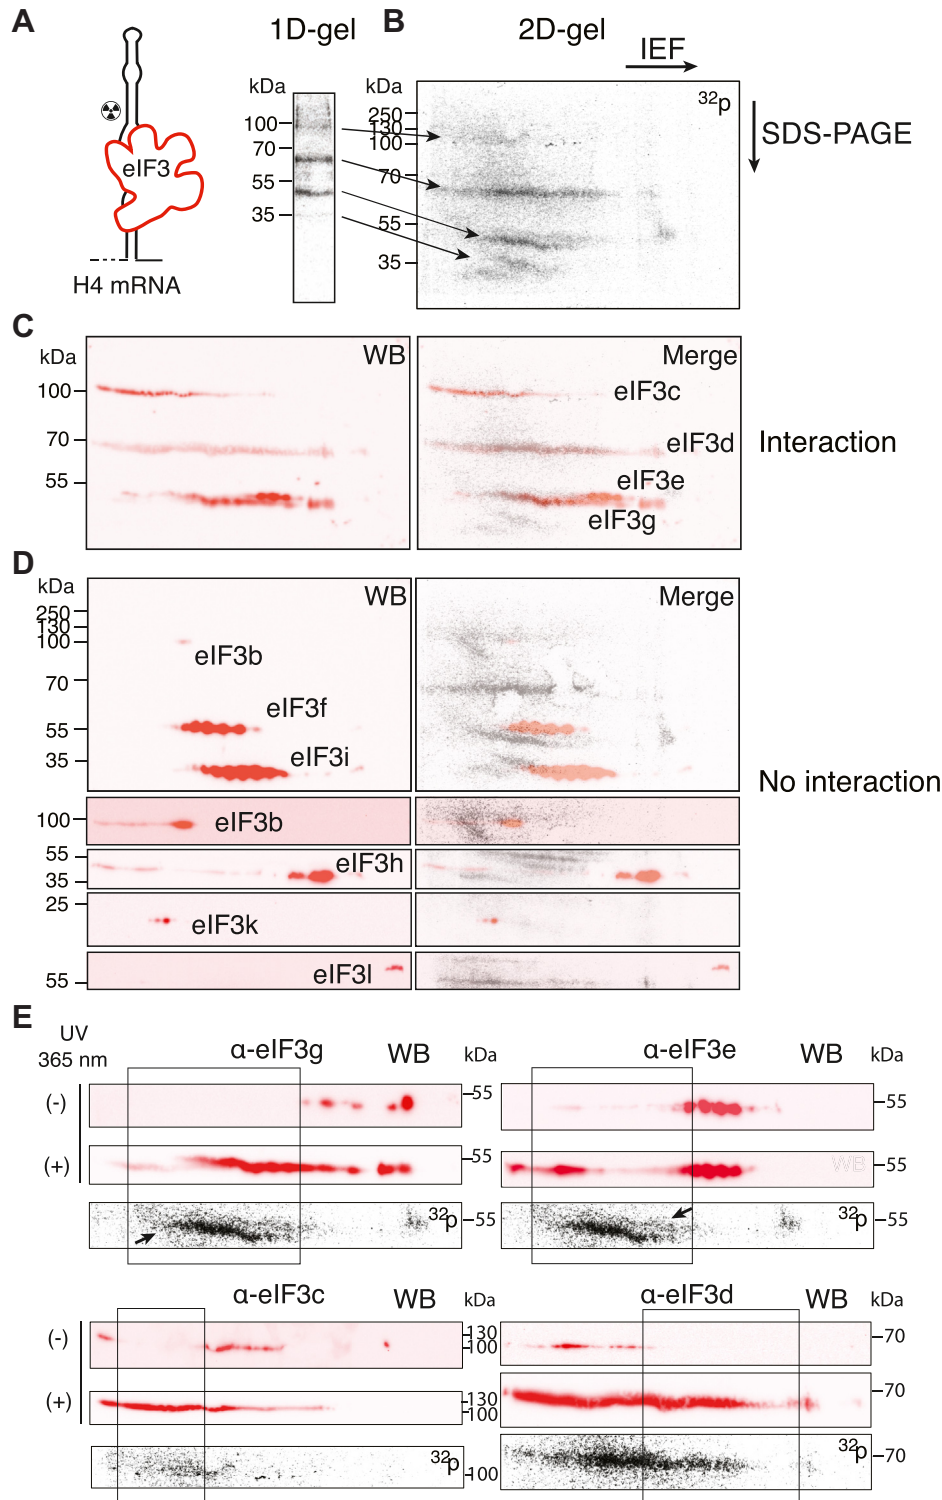 A
1D-gel
B
2D-gel
IEF
kDa
100
70
55
35
kDa
250
130
100
70
55
35
32p
SDS-PAGE
eIF3
H4 mRNA
C
kDa
100
70
55
WB
Merge
eIF3c
eIF3d
eIF3e
eIF3g
Interaction
D
kDa
250
130
100
70
55
35
WB
eIF3b
eIF3f
eIF3i
Merge
No interaction
100
eIF3b
55
35
eIF3h
25
eIF3k
55
eIF3l
E
UV
365 nm
α-eIF3g WB kDa
α-eIF3e WB kDa
(-)
55
55
(+)
55
WB
55
32p
55
32p
55
α-eIF3c WB kDa
α-eIF3d WB kDa
(-)
130
100
70
(+)
130
100
70
32p
100
32p
70